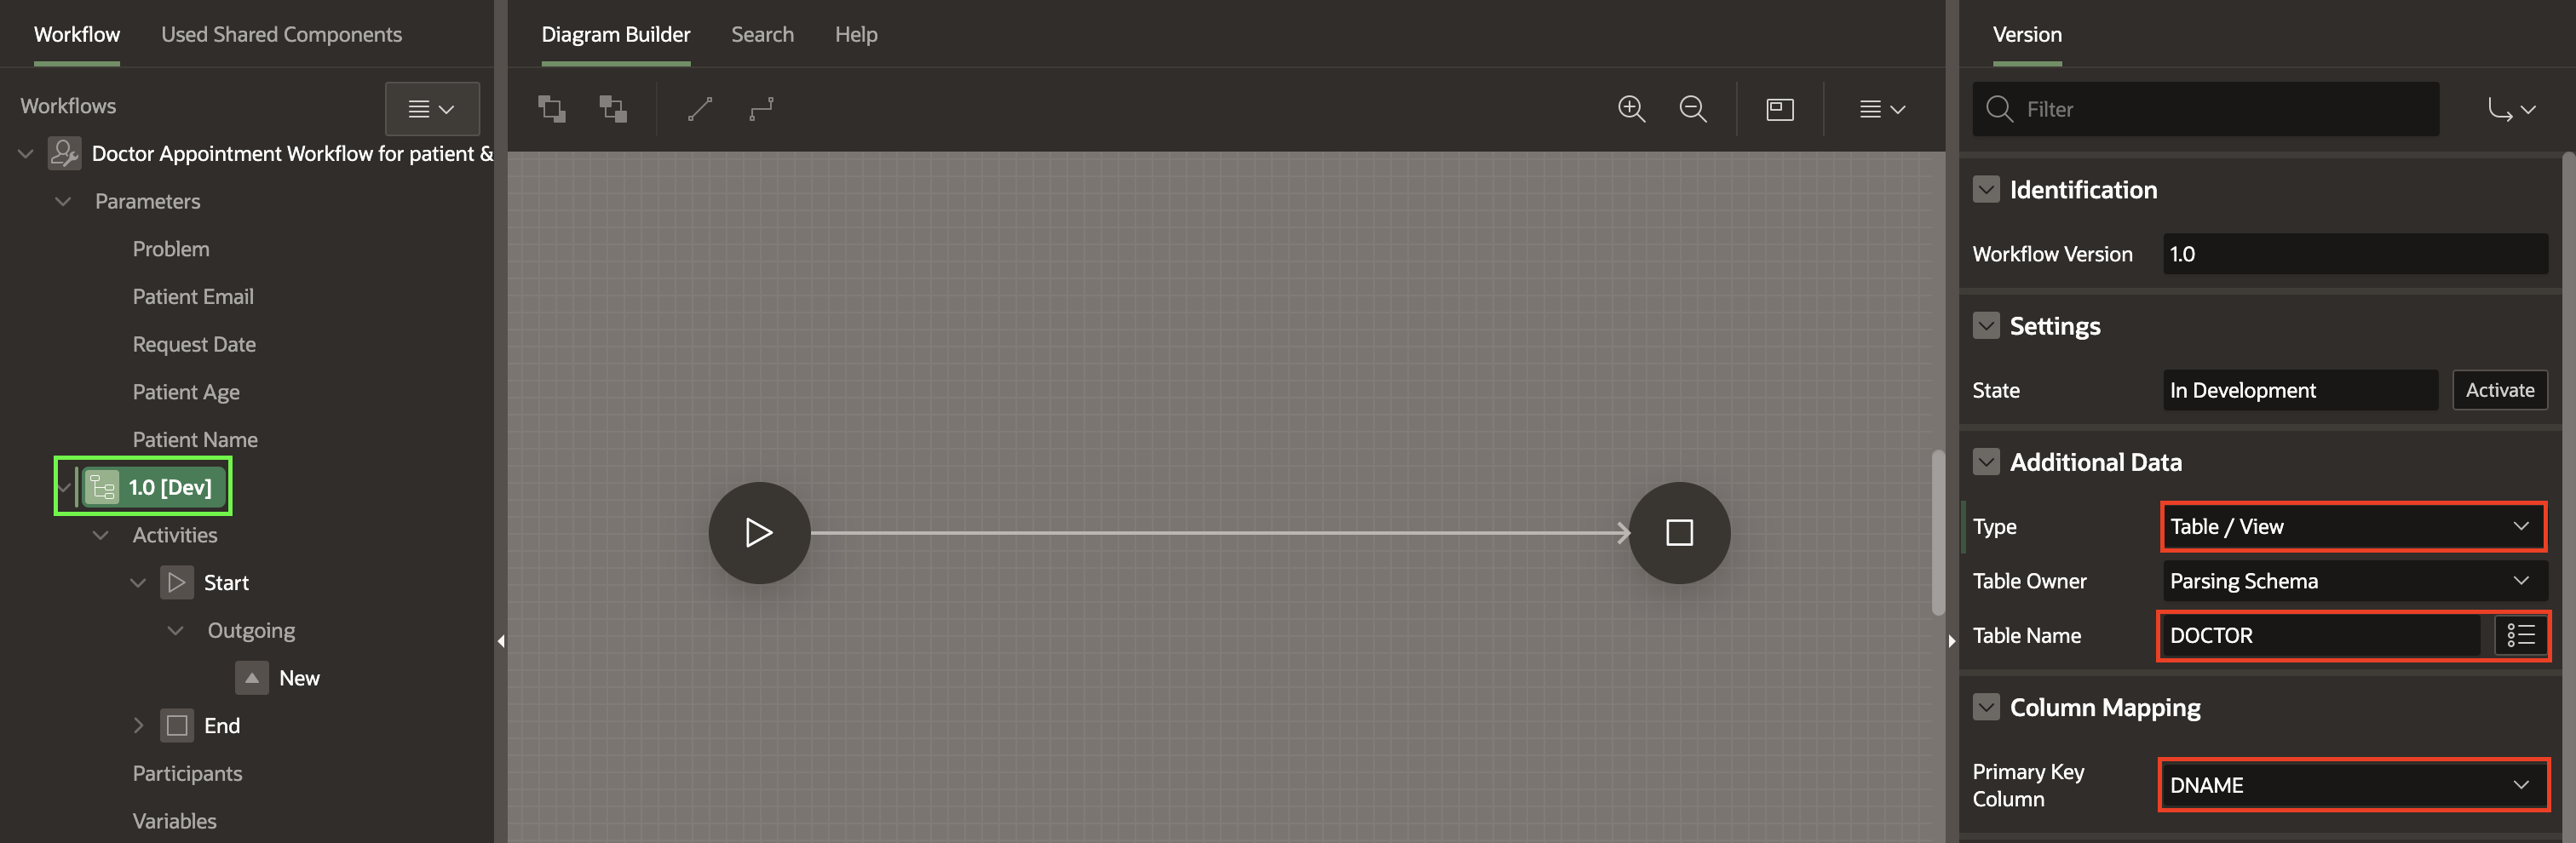 Workflow
Used Shared Components
Workflows
Doctor Appointment Workflow for patient &
Parameters
Problem
Patient Email
Request Date
Patient Age
Patient Name
1.0 [Dev]
Activities
Start
Outgoing
New
End
Participants
Variables
Diagram Builder
Search
Help
Version
Filter
Identification
Workflow Version 1.0
Settings
State In Development Activate
Additional Data
Type Table / View
Table Owner Parsing Schema
Table Name DOCTOR
Column Mapping
Primary Key
Column
DNAME